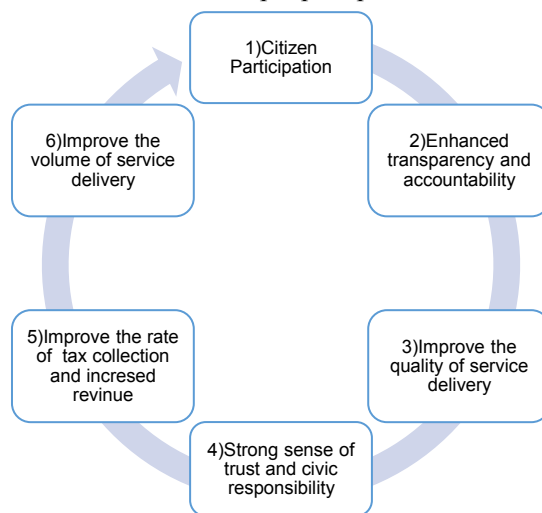 1)Citizen
Participation
2)Enhanced
transparency and
accountability
3)Improve the
quality of service
delivery
4)Strong sense of
trust and civic
responsibility
5)Improve the rate
of tax collection
and incresed
revinue
6)Improve the
volume of service
delivery